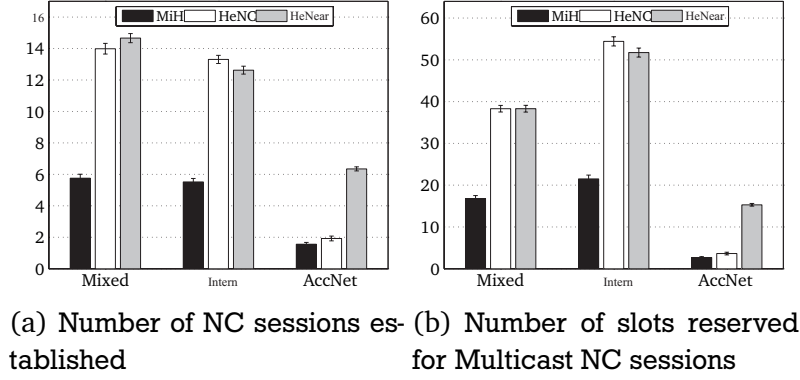 MiH HeNC HeNear
16
14
12
10
8
6
4
2
0
Mixed Intern AccNet
MiH HeNC HeNear
60
50
40
30
20
10
0
Mixed Intern AccNet
(a) Number of NC sessions es-
tablished
(b) Number of slots reserved
for Multicast NC sessions